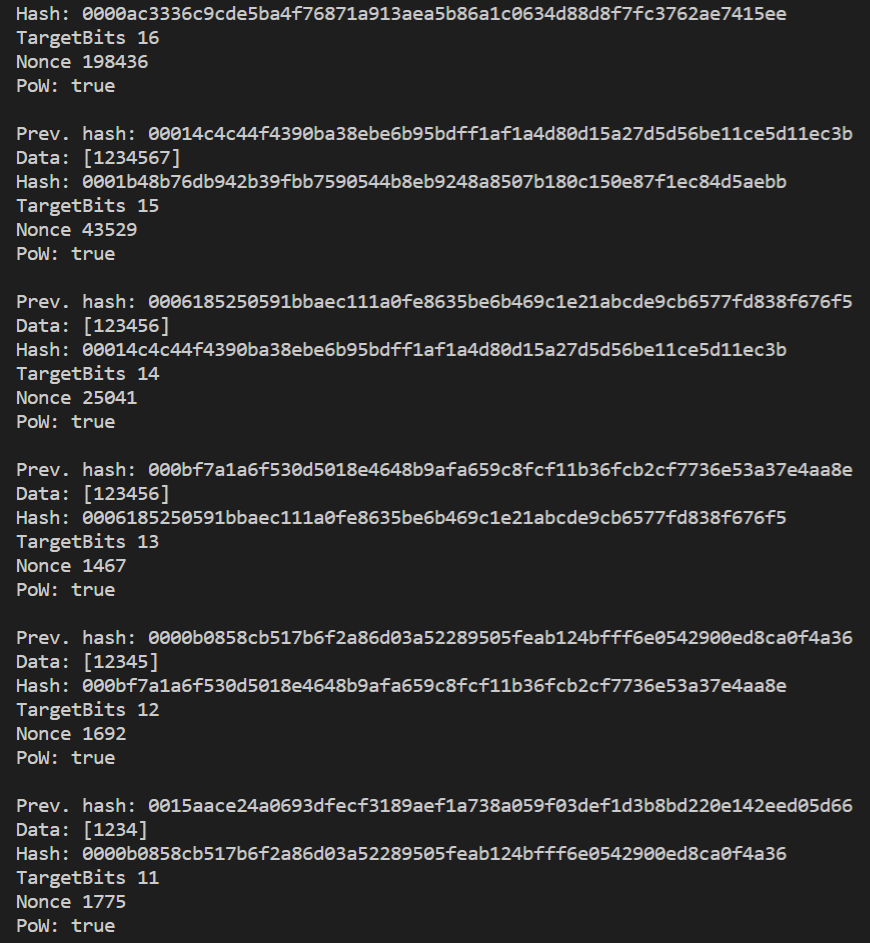 Hash: 0000ac3336c9cde5ba4f76871a913aea5b86a1c0634d88d8f7fc3762ae7415ee
TargetBits 16
Nonce 198436
PoW: true
Prev. hash: 00014c4c44f4390ba38ebe6b95bdff1af1a4d80d15a27d5d56be11ce5d11ec3b
Data: [1234567]
Hash: 0001b48b76db942b39fbb7590544b8eb9248a8507b180c150e87f1ec84d5aebb
TargetBits 15
Nonce 43529
PoW: true
Prev. hash: 0006185250591bbaec111a0fe8635be6b469c1e21abcde9cb6577fd838f676f5
Data: [123456]
Hash: 00014c4c44f4390ba38ebe6b95bdff1af1a4d80d15a27d5d56be11ce5d11ec3b
TargetBits 14
Nonce 25041
PoW: true
Prev. hash: 000bf7a1a6f530d5018e4648b9afa659c8fcf11b36fcb2cf7736e53a37e4aa8e
Data: [123456]
Hash: 0006185250591bbaec111a0fe8635be6b469c1e21abcde9cb6577fd838f676f5
TargetBits 13
Nonce 1467
PoW: true
Prev. hash: 0000b0858cb517b6f2a86d03a52289505feab124bfff6e0542900ed8ca0f4a36
Data: [12345]
Hash: 000bf7a1a6f530d5018e4648b9afa659c8fcf11b36fcb2cf7736e53a37e4aa8e
TargetBits 12
Nonce 1692
PoW: true
Prev. hash: 0015aace24a0693dfecf3189aef1a738a059f03def1d3b8bd220e142eed05d66
Data: [1234]
Hash: 0000b0858cb517b6f2a86d03a52289505feab124bfff6e0542900ed8ca0f4a36
TargetBits 11
Nonce 1775
PoW: true